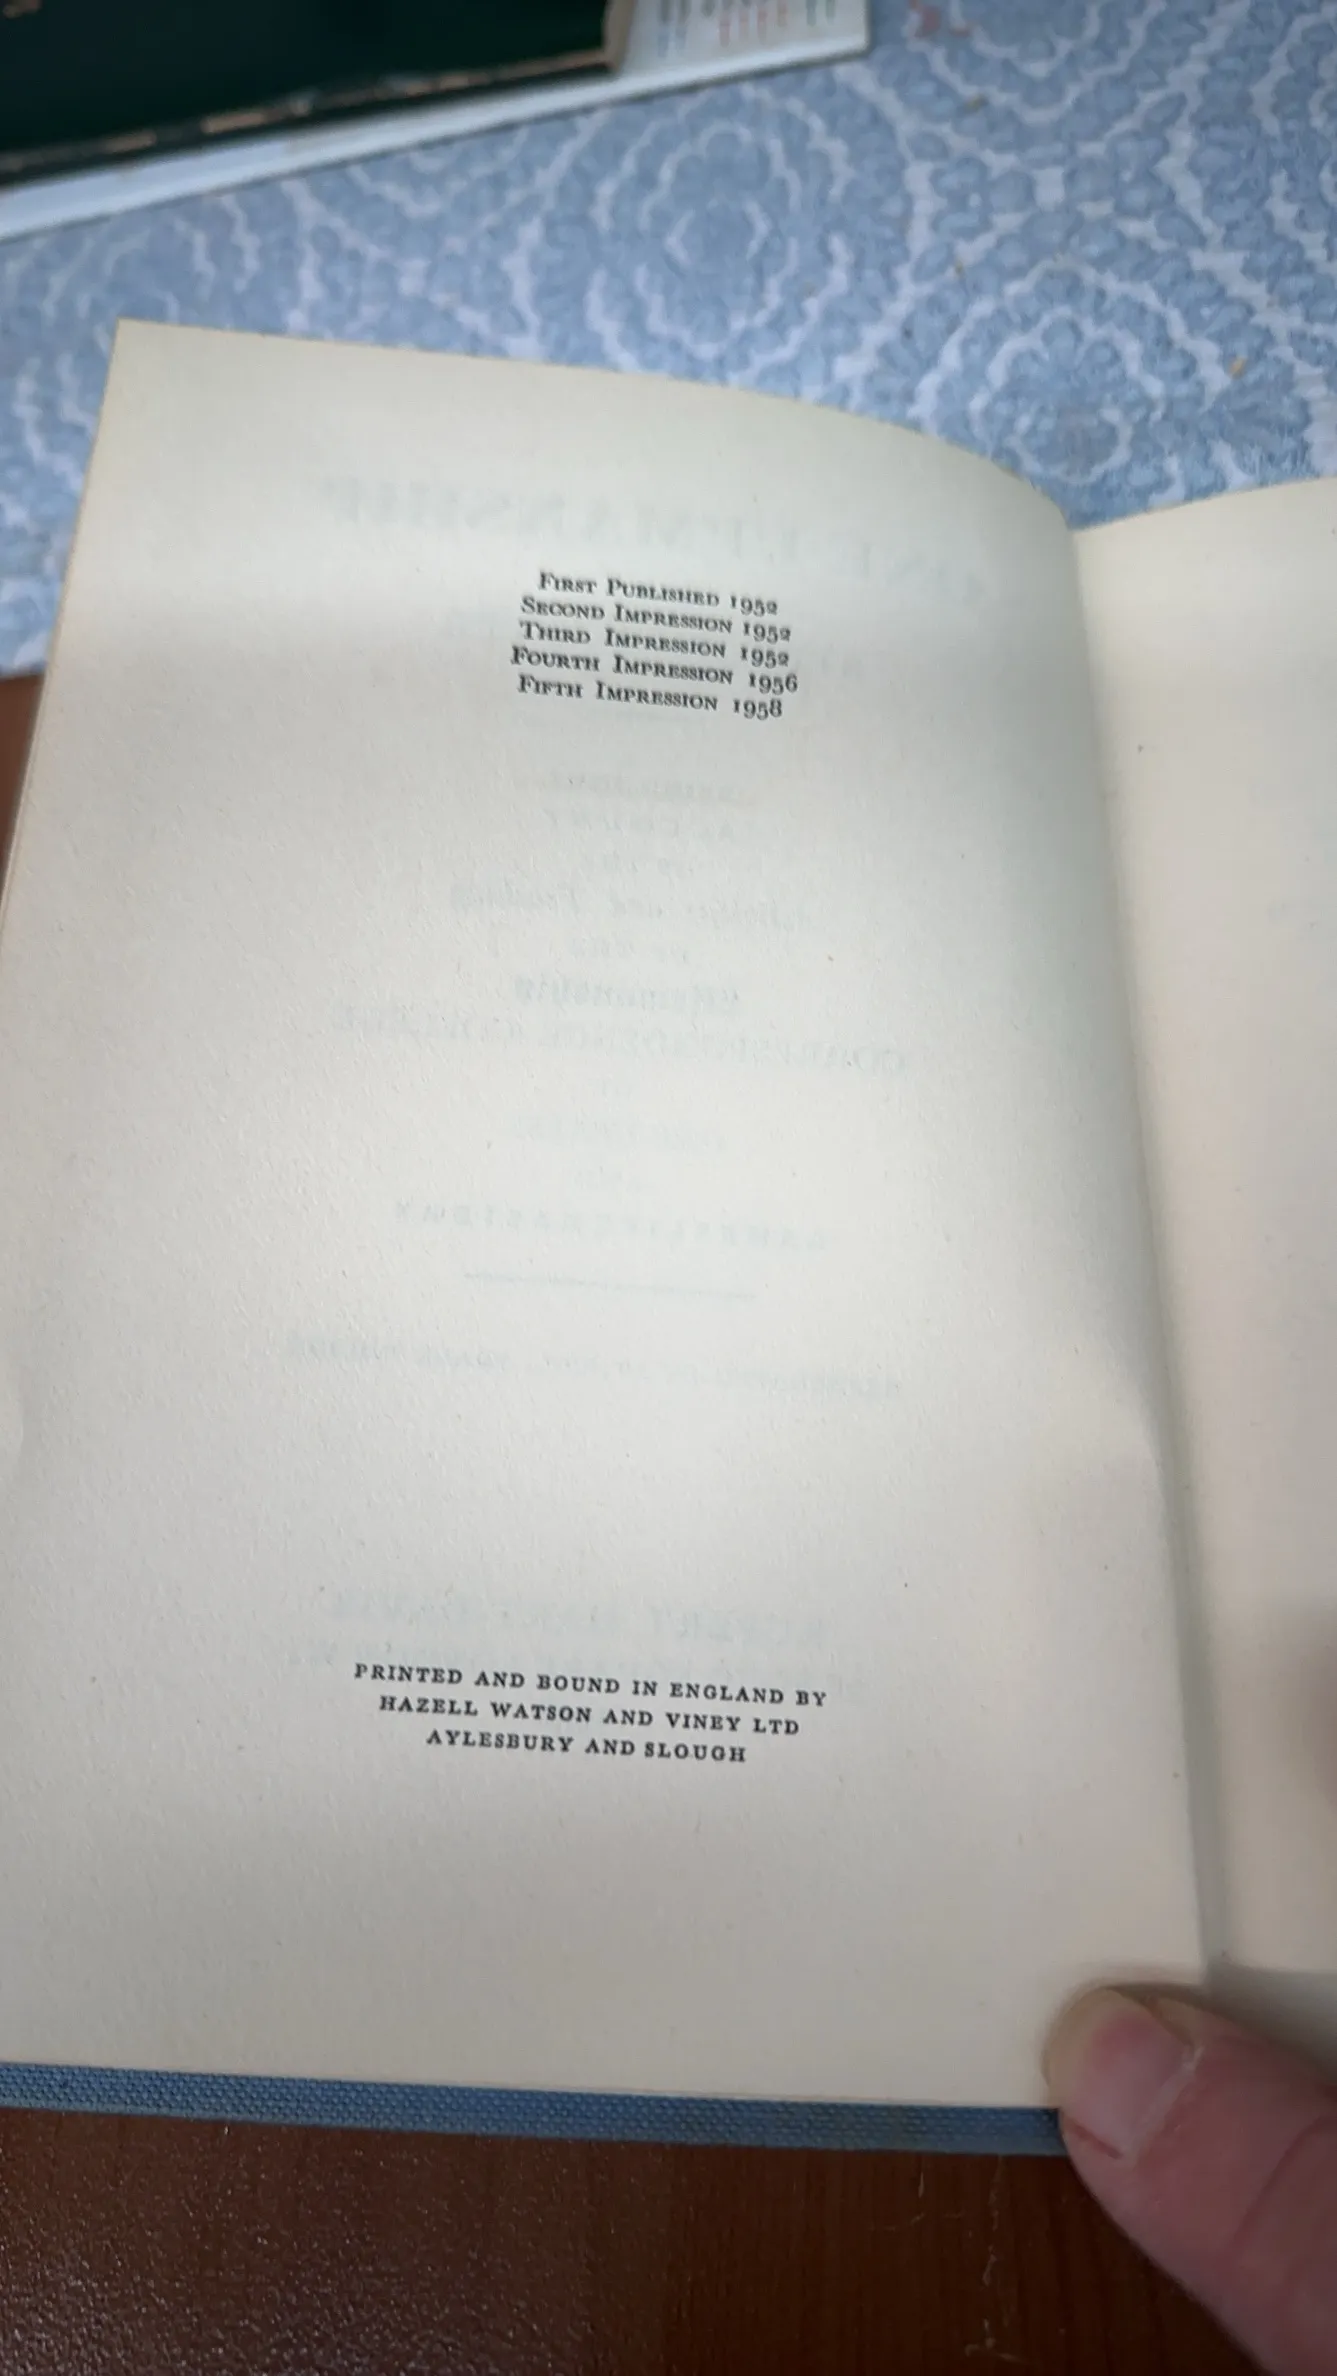 First Published 1952
Second Impression 1952
Third Impression 1952
Fourth Impression 1956
Fifth Impression 1958
PRINTED AND BOUND IN ENGLAND BY
HAZELL WATSON AND VINEY LTD
AYLESBURY AND SLOUGH